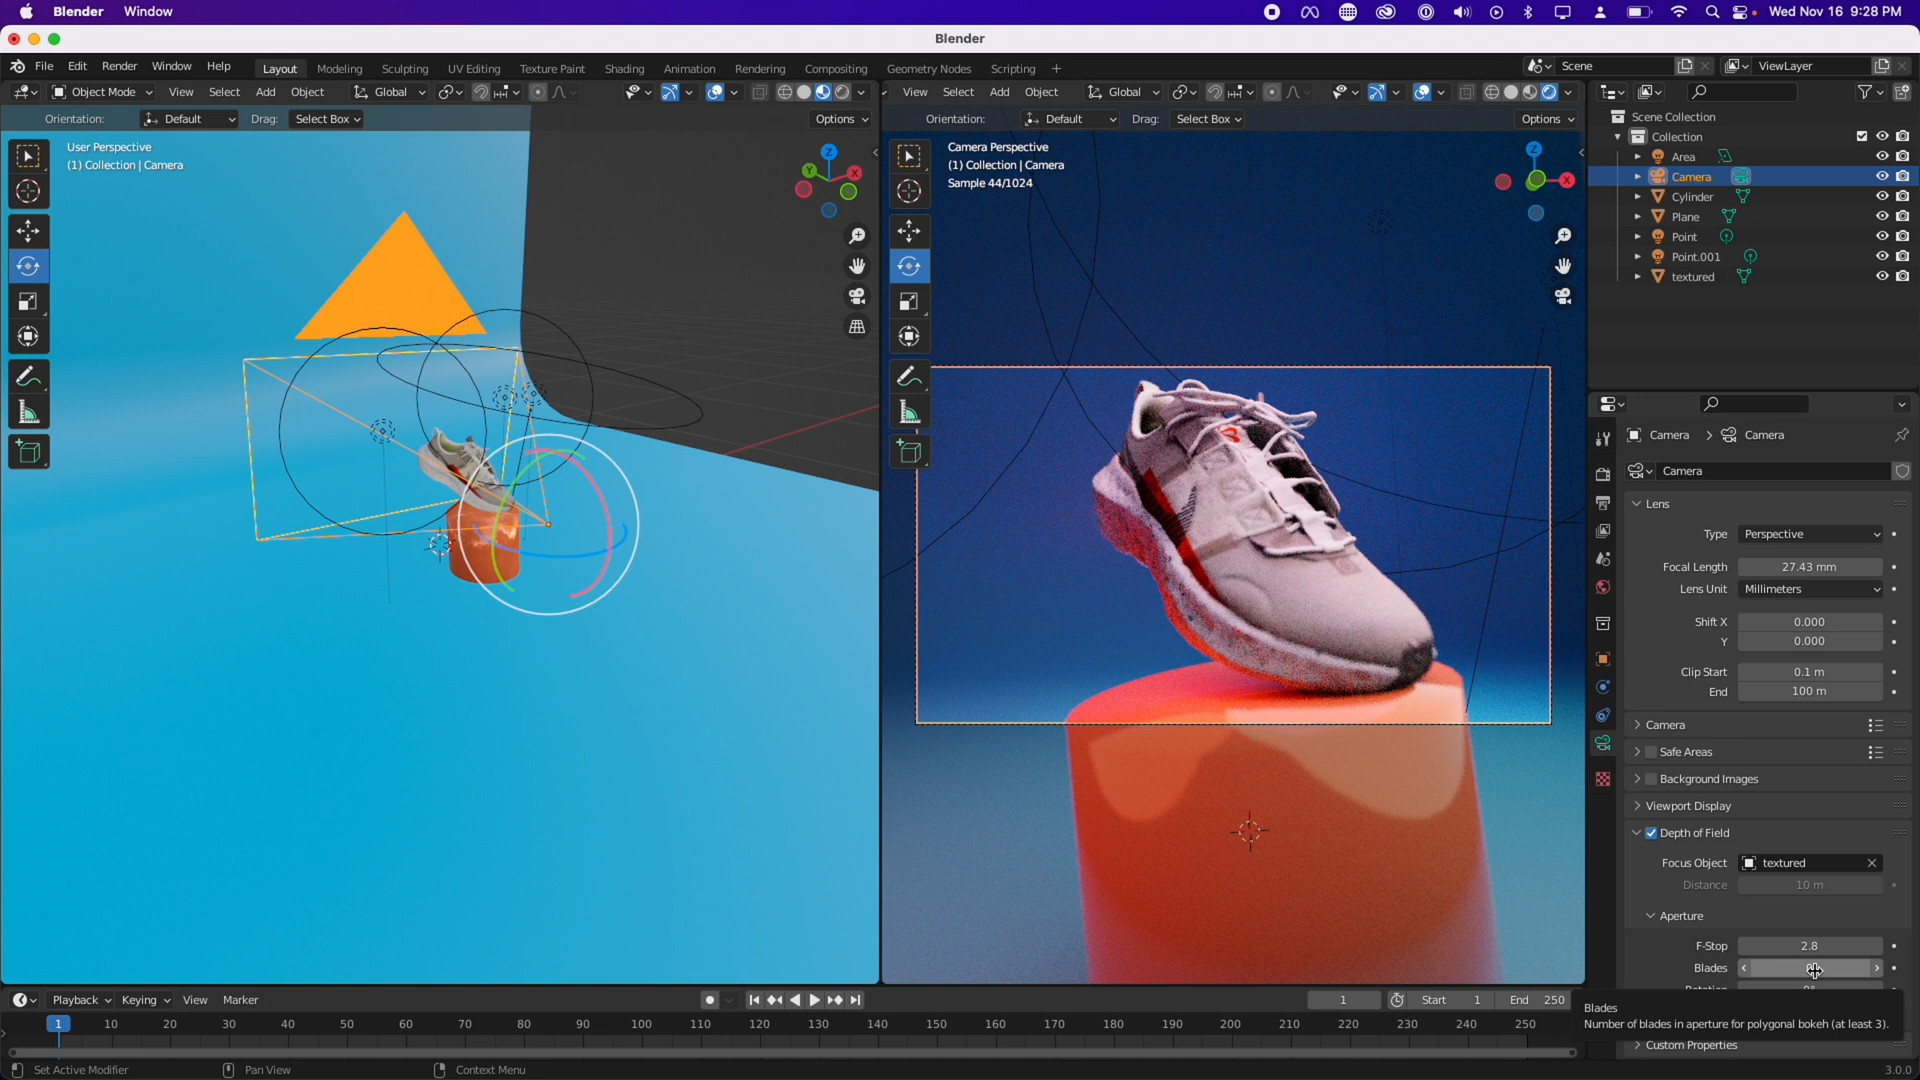 Blender Window Wed Nov 16 9:28 PM
Blender
File Edit Render Window Help Layout Modeling Sculpting UV Editing Texture Paint Shading Animation Rendering Compositing Geometry Nodes Scripting + Scene ViewLayer
Object Mode View Select Add Object Global View Select Add Object Global
Orientation: Default Drag: Select Box Options Orientation: Default Drag: Select Box Options
User Perspective
(1) Collection | Camera
Z
Y
X
Camera Perspective
(1) Collection | Camera
Sample 44/1024
Z
X
Scene Collection
Collection
Area
Camera
Cylinder
Plane
Point
Point.001
textured
Camera > Camera
Camera
Lens
Type Perspective
Focal Length 27.43 mm
Lens Unit Millimeters
Shift X 0.000
Y 0.000
Clip Start 0.1 m
End 100 m
Camera
Safe Areas
Background Images
Viewport Display
Depth of Field
Focus Object textured
Distance 10 m
Aperture
F-Stop 2.8
Blades
Blades
Number of blades in aperture for polygonal bokeh (at least 3).
Custom Properties
Playback Keying View Marker 1 Start 1 End 250
1 10 20 30 40 50 60 70 80 90 100 110 120 130 140 150 160 170 180 190 200 210 220 230 240 250
Set Active Modifier Pan View Context Menu 3.0.0